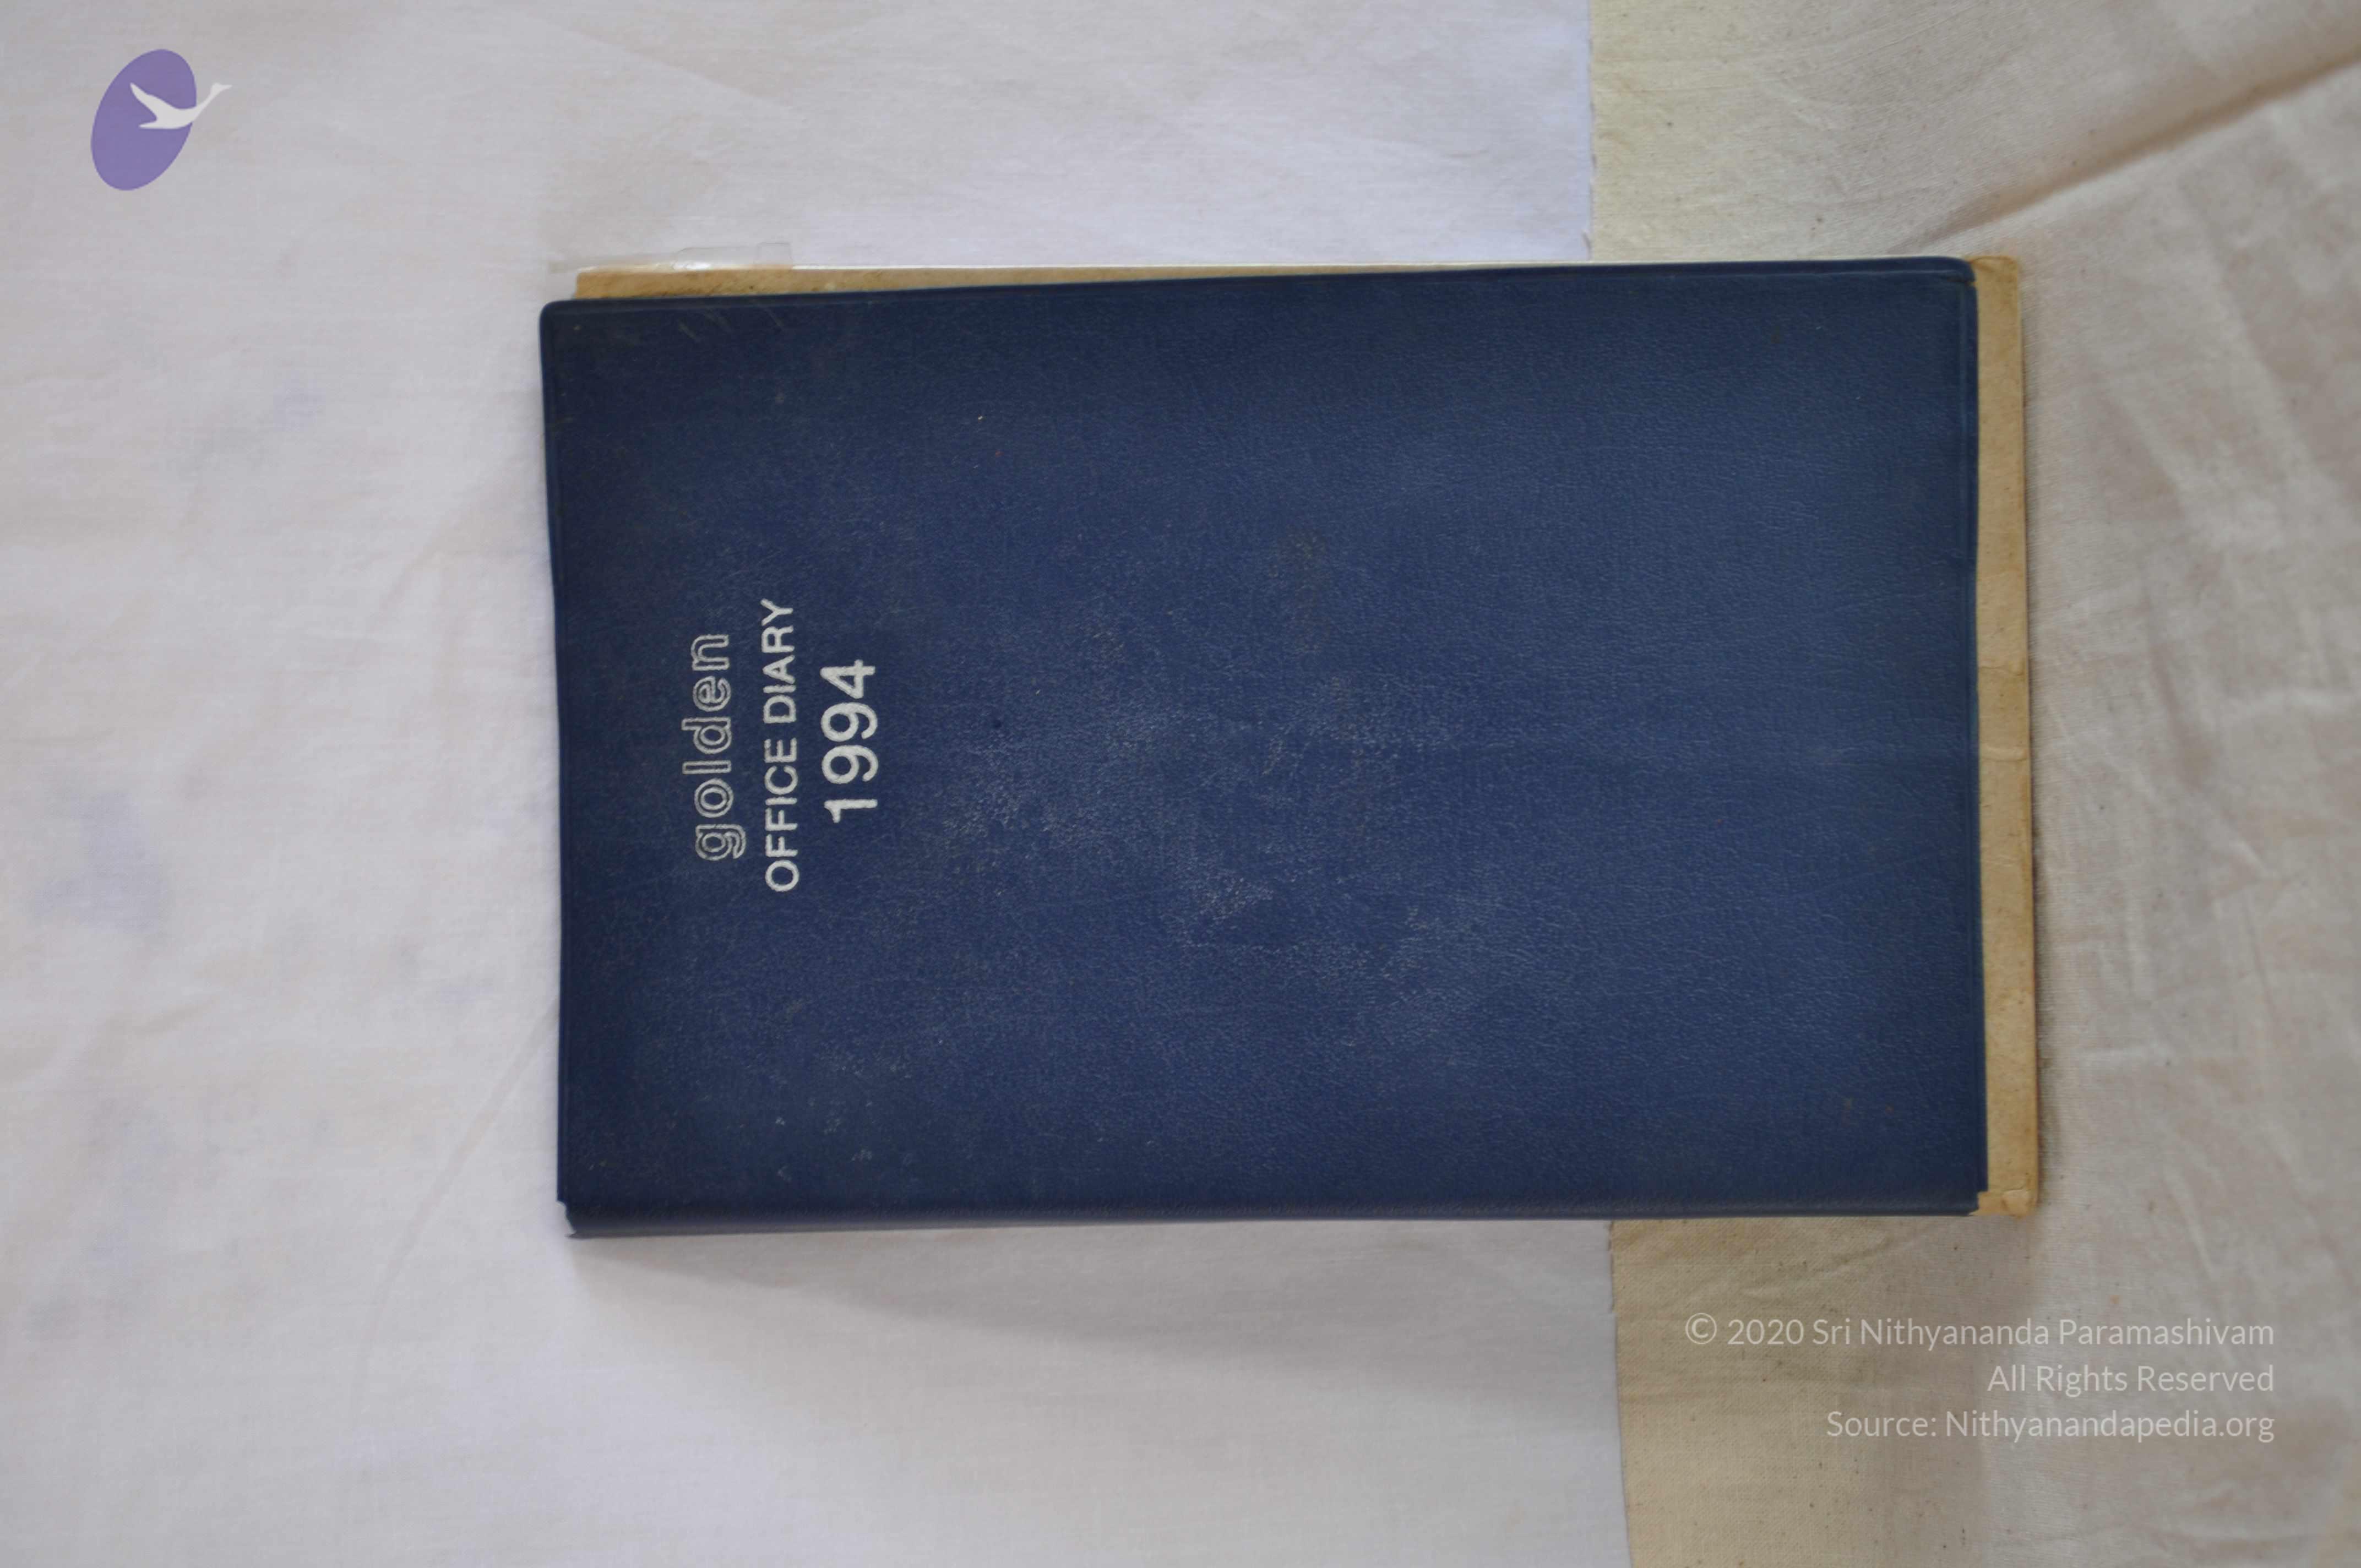 golden
OFFICE DIARY
1994
© 2020 Sri Nithyananda Paramashivam
All Rights Reserved
Source: Nithyanandapedia.org